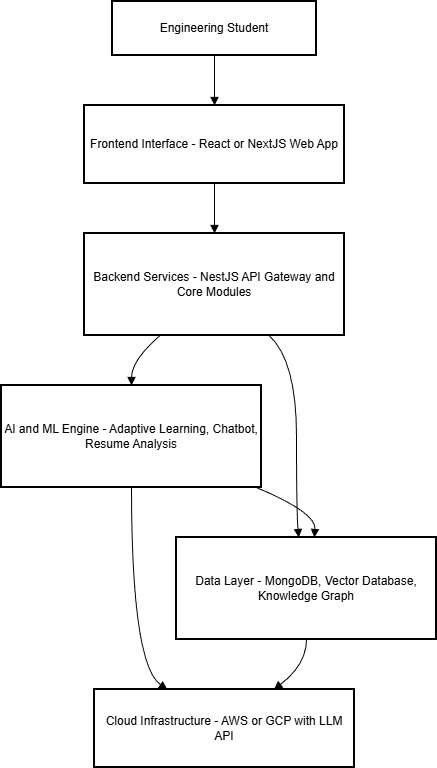 Engineering Student
Frontend Interface - React or NextJS Web App
Backend Services - NestJS API Gateway and
Core Modules
AI and ML Engine - Adaptive Learning, Chatbot,
Resume Analysis
Data Layer - MongoDB, Vector Database,
Knowledge Graph
Cloud Infrastructure - AWS or GCP with LLM
API